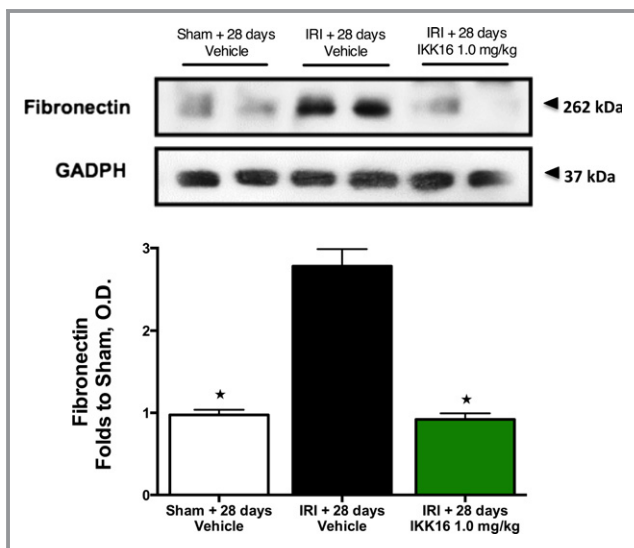 Sham + 28 days
Vehicle
IRI + 28 days
Vehicle
IRI + 28 days
IKK16 1.0 mg/kg
Fibronectin
262 kDa
GADPH
37 kDa
Fibronectin
Folds to Sham, O.D.
3
2
1
0
★
★
Sham + 28 days
Vehicle
IRI + 28 days
Vehicle
IRI + 28 days
IKK16 1.0 mg/kg